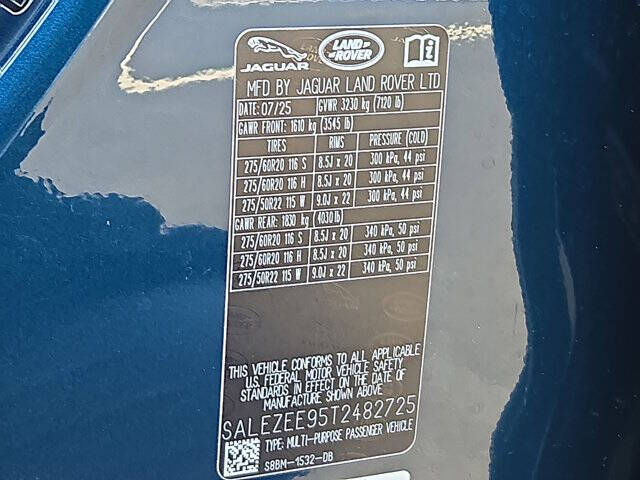 JAGUAR
LAND ROVER
MFD BY JAGUAR LAND ROVER LTD
DATE: 07/25 GVWR 3230 kg (7120 lb)
GAWR FRONT: 1610 kg (3545 lb)
TIRES RIMS PRESSURE (COLD)
275/60R20 116 S 8.5J x 20 300 kPa, 44 psi
275/60R20 116 H 8.5J x 20 300 kPa, 44 psi
275/50R22 115 W 9.0J x 22 300 kPa, 44 psi
GAWR REAR: 1830 kg (4030lb)
275/60R20 116 S 8.5J x 20 340 kPa, 50 psi
275/60R20 116 H 8.5J x 20 340 kPa, 50 psi
275/50R22 115 W 9.0J x 22 340 kPa, 50 psi
THIS VEHICLE CONFORMS TO ALL APPLICABLE
U.S. FEDERAL MOTOR VEHICLE SAFETY
STANDARDS IN EFFECT ON THE DATE OF
MANUFACTURE SHOWN ABOVE
SALEZEE95T2482725
TYPE: MULTI-PURPOSE PASSENGER VEHICLE
S8BM-1532-DB